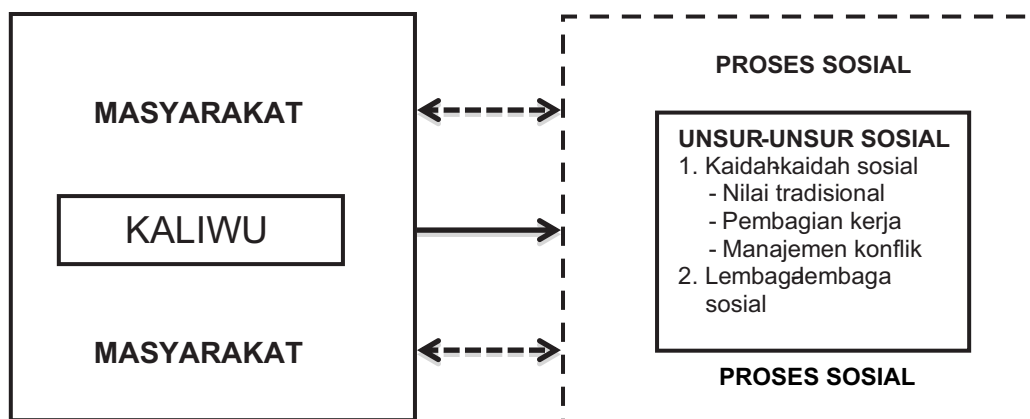 MASYARAKAT
KALIWU
MASYARAKAT
PROSES SOSIAL
UNSUR-UNSUR SOSIAL
1. Kaidah-kaidah sosial
- Nilai tradisional
- Pembagian kerja
- Manajemen konflik
2. Lembaga-lembaga
sosial
PROSES SOSIAL